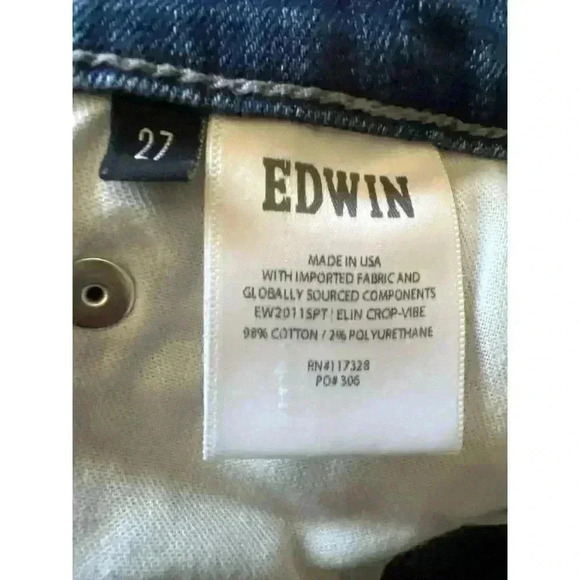 27
EDWIN
MADE IN USA
WITH IMPORTED FABRIC AND
GLOBALLY SOURCED COMPONENTS
EW2011SPT | ELIN CROP-VIBE
98% COTTON / 2% POLYURETHANE
RN#117328
PO# 306